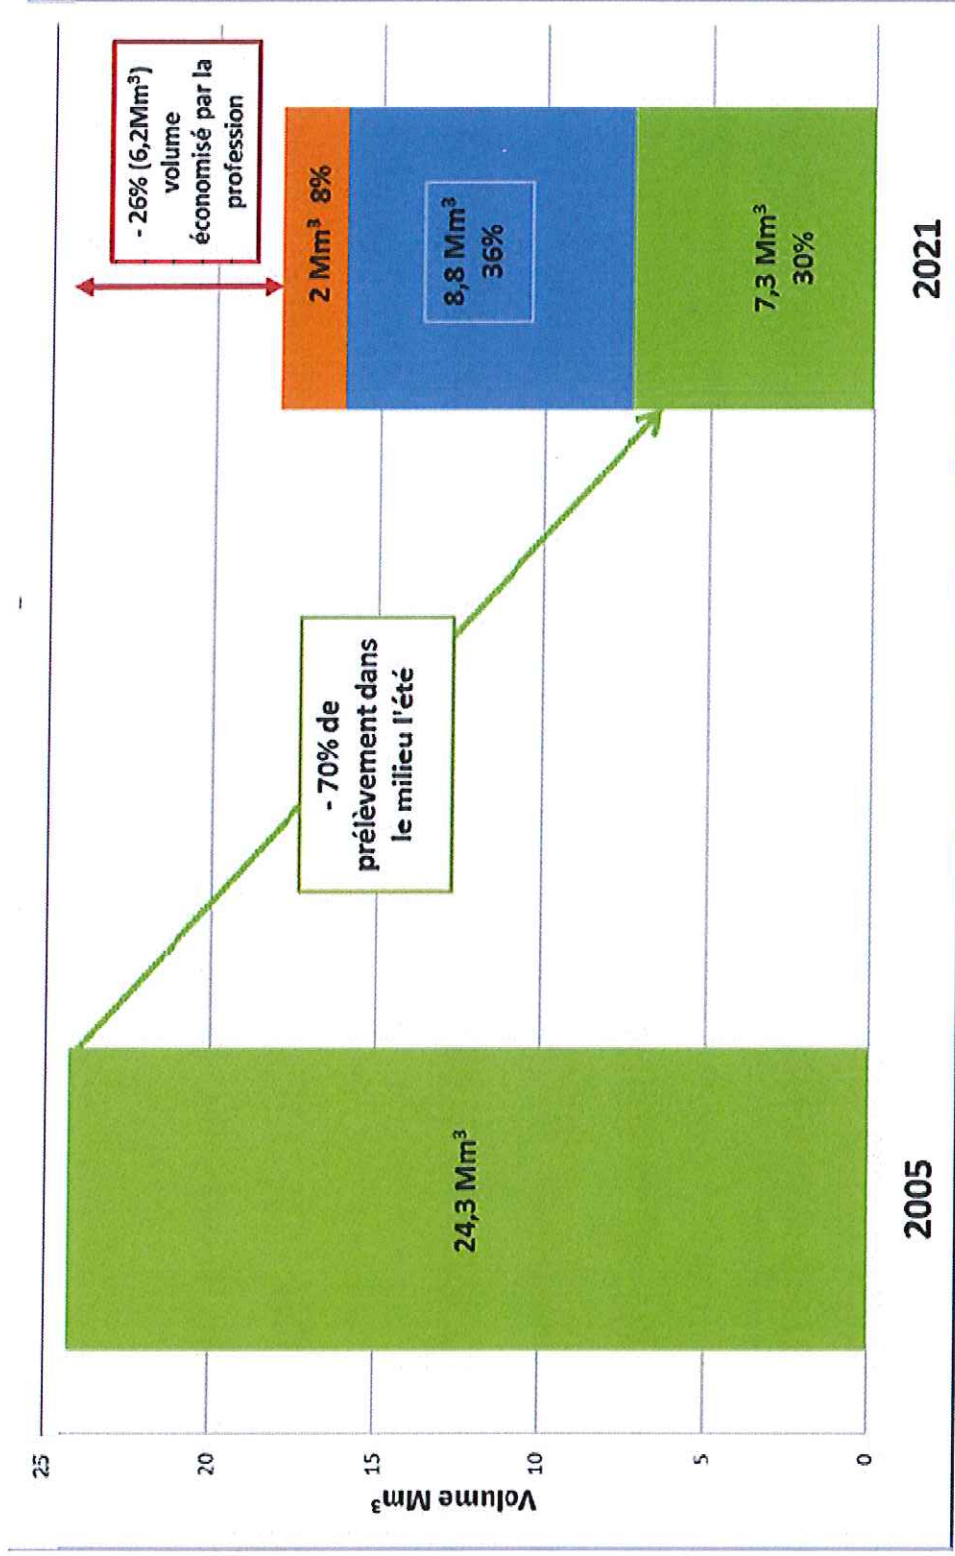 25
20
15
10
5
0
Volume Mm³
24,3 Mm³
- 70% de
prélèvement dans
le milieu l'été
- 26% (6,2Mm³)
volume
économisé par la
profession
2 Mm³ 8%
8,8 Mm³
36%
7,3 Mm³
30%
2005
2021